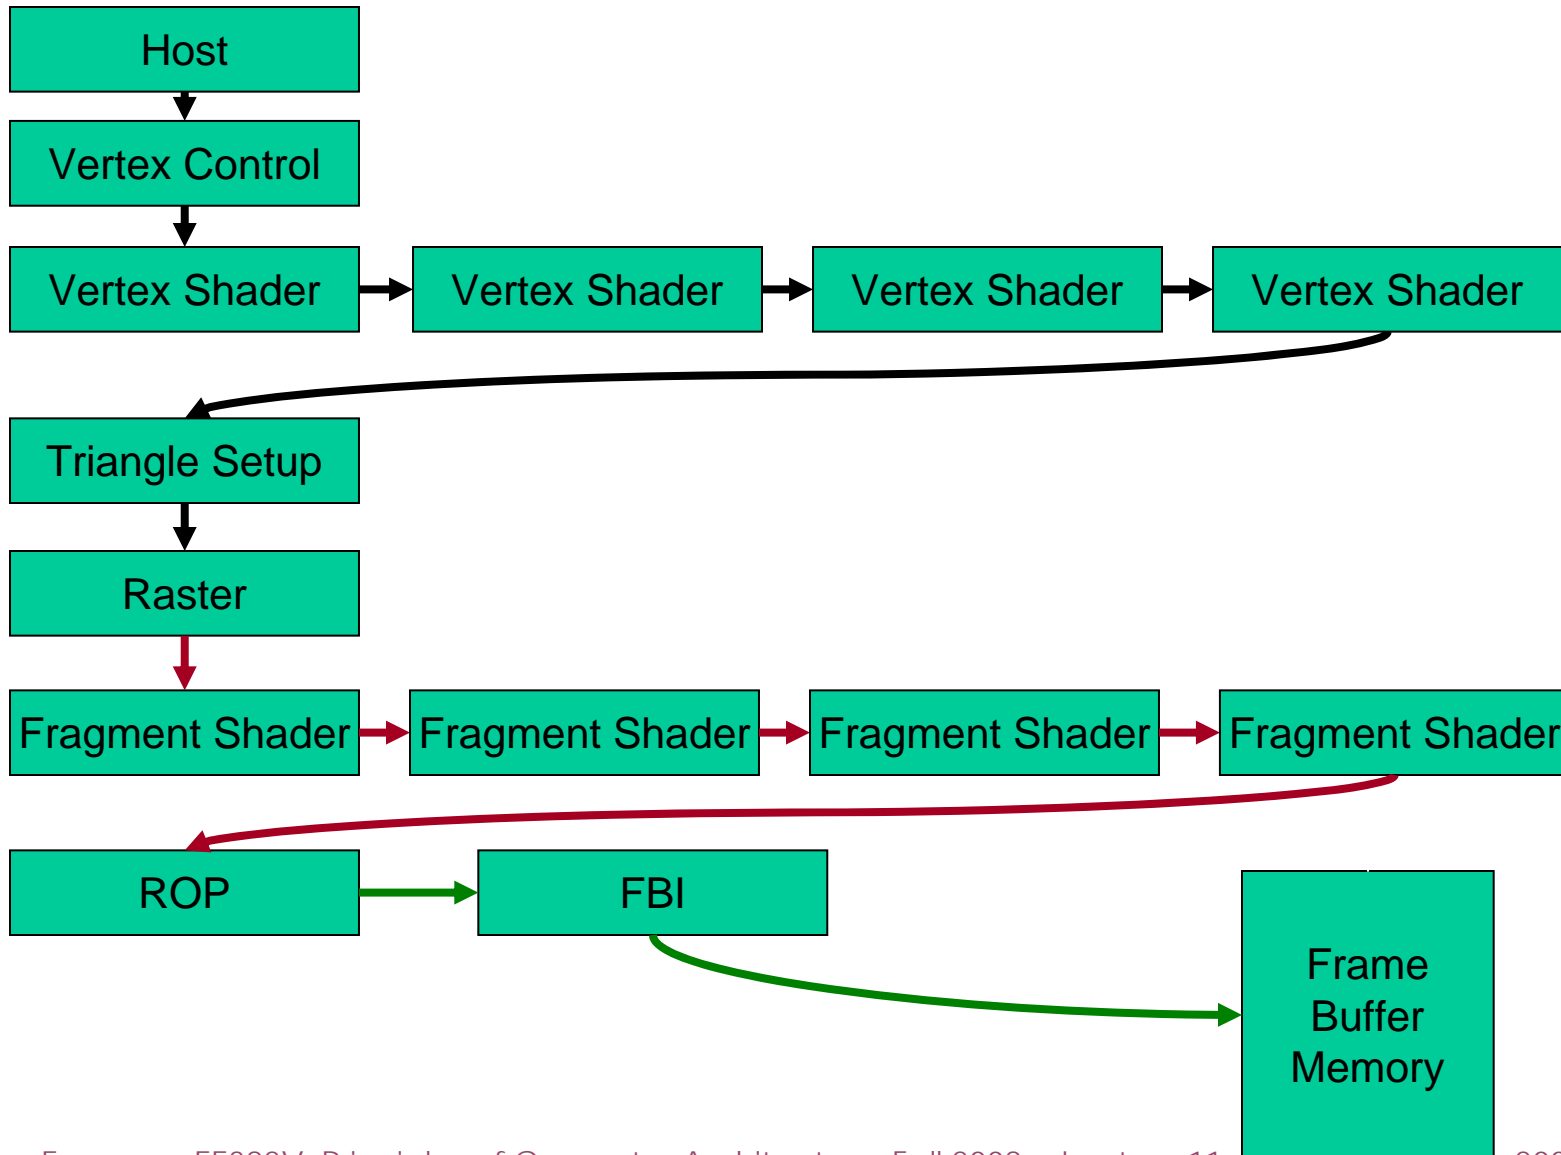 Host
Vertex Control
Vertex Shader Vertex Shader Vertex Shader Vertex Shader
Triangle Setup
Raster
Fragment Shader Fragment Shader Fragment Shader Fragment Shader
ROP FBI
Frame
Buffer
Memory